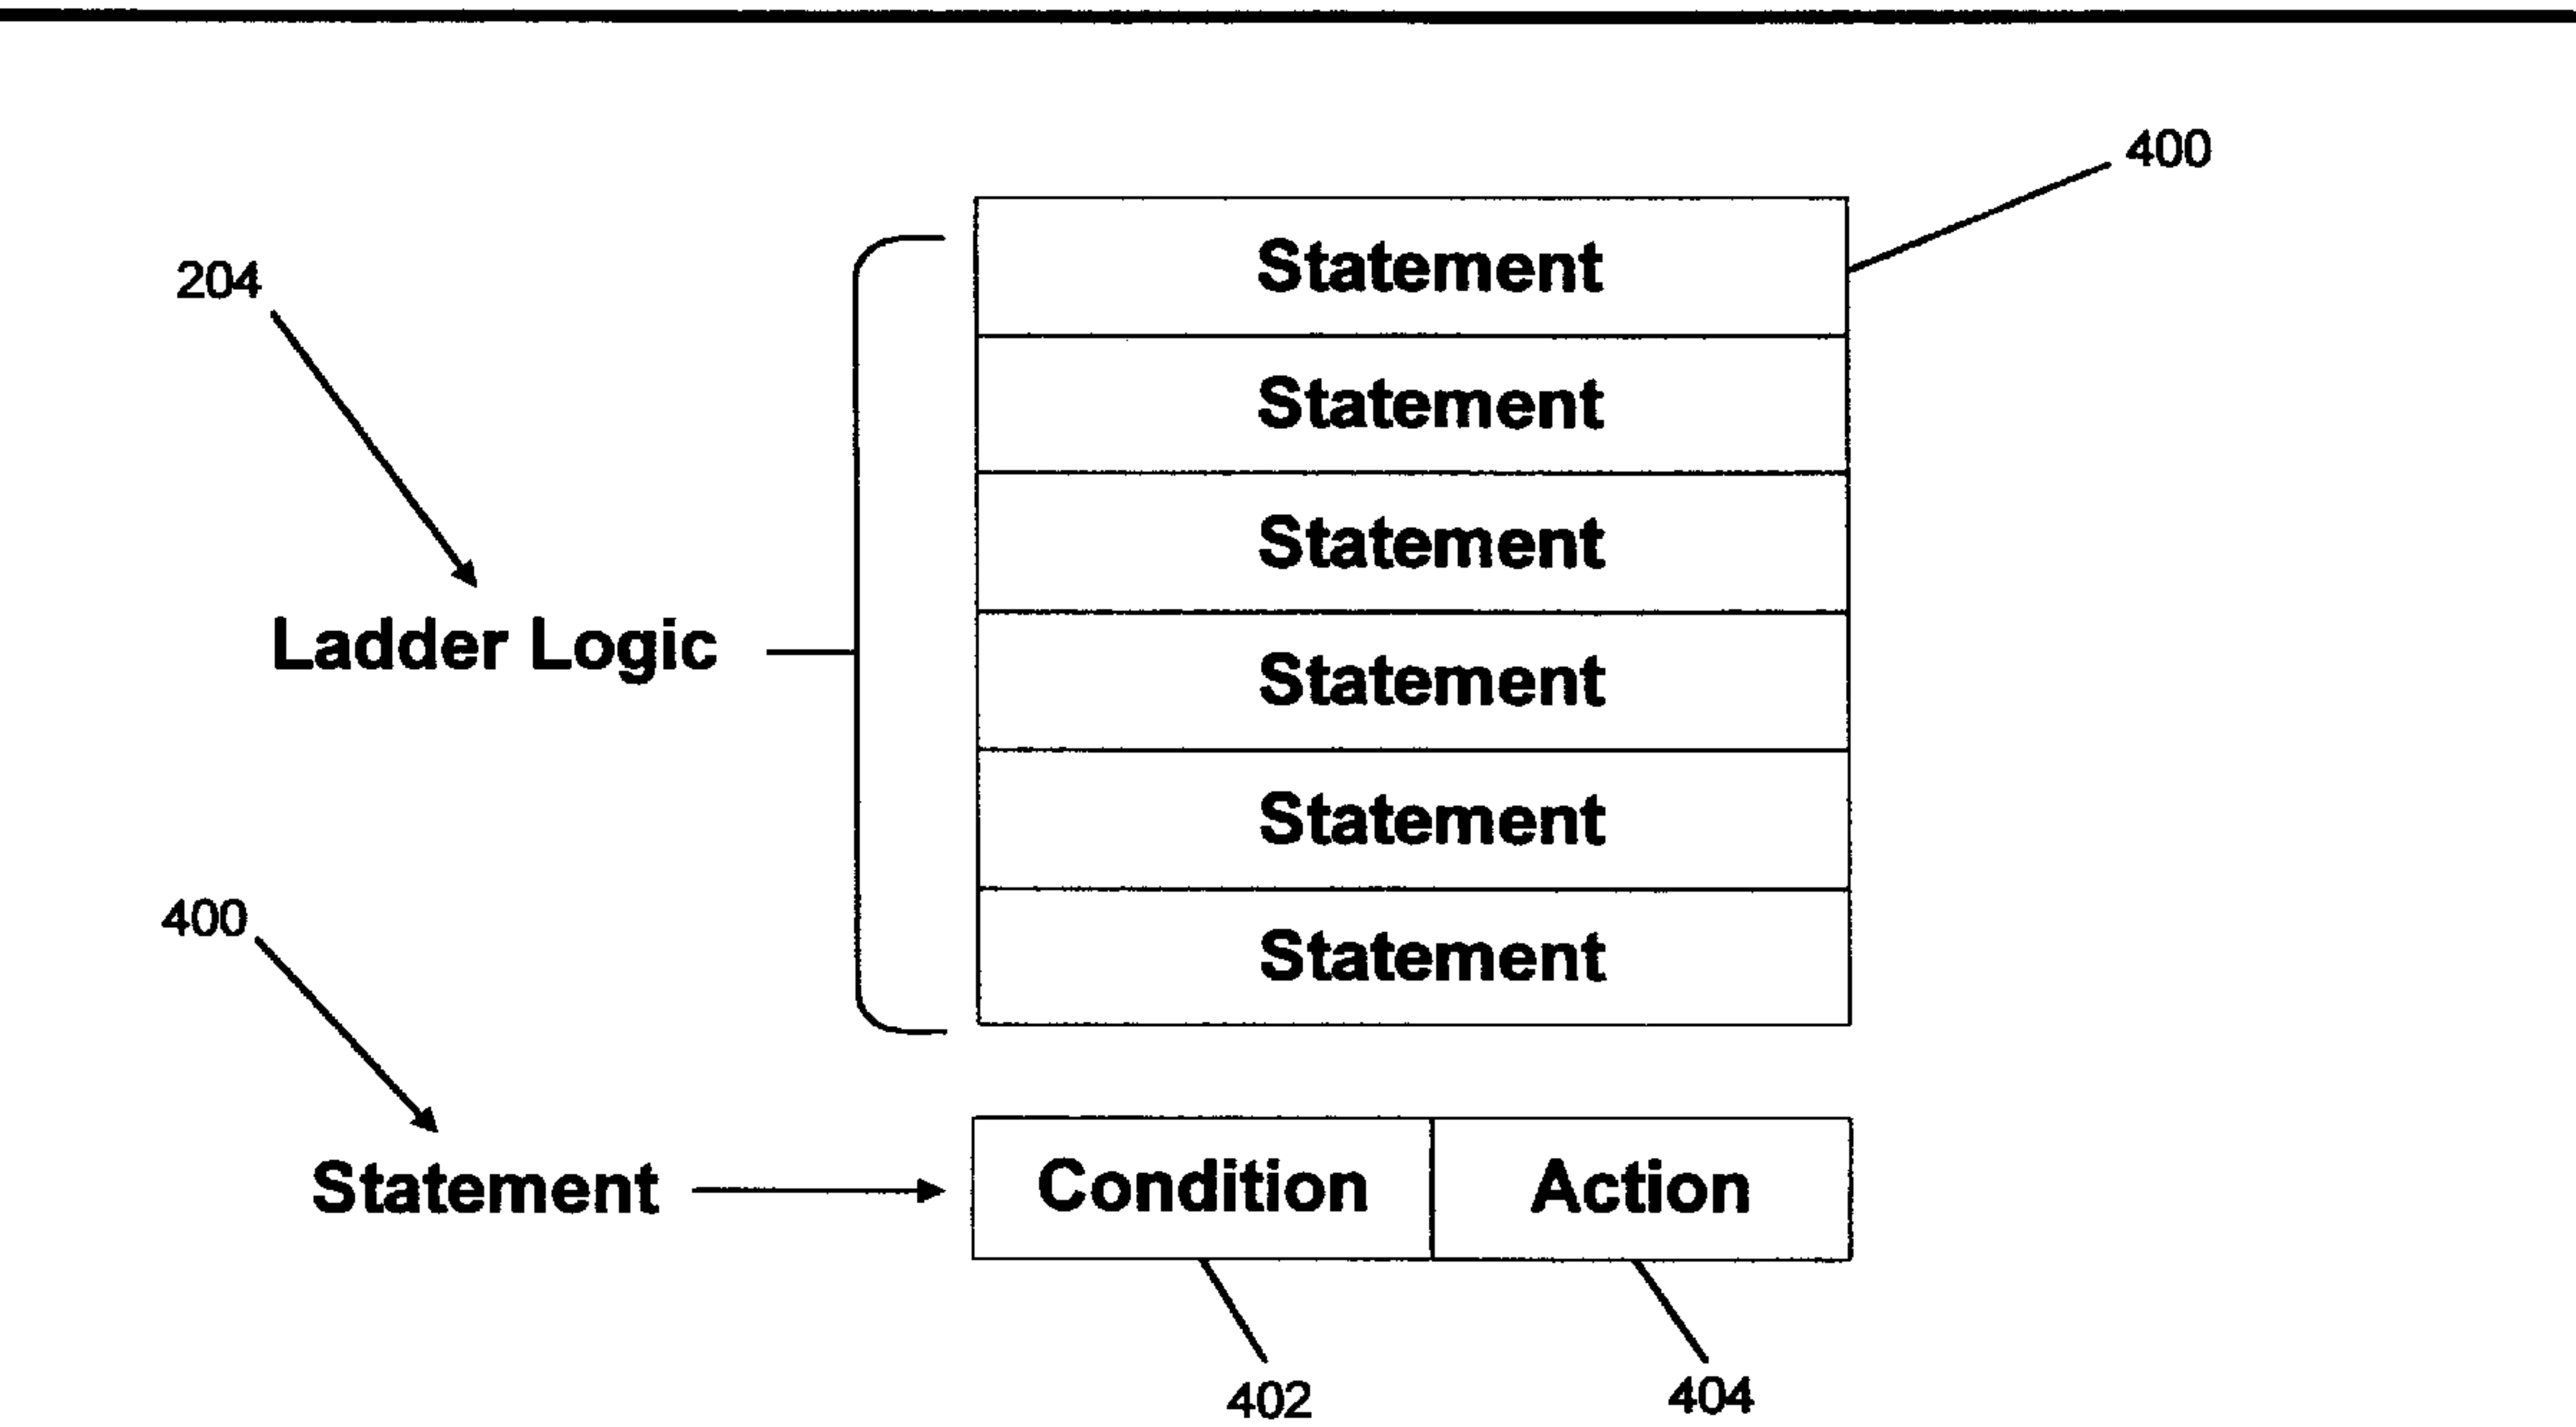 400
Statement
204
Statement
Statement
Ladder Logic
Statement
Statement
400
Statement
Statement
Condition
Action
402
404